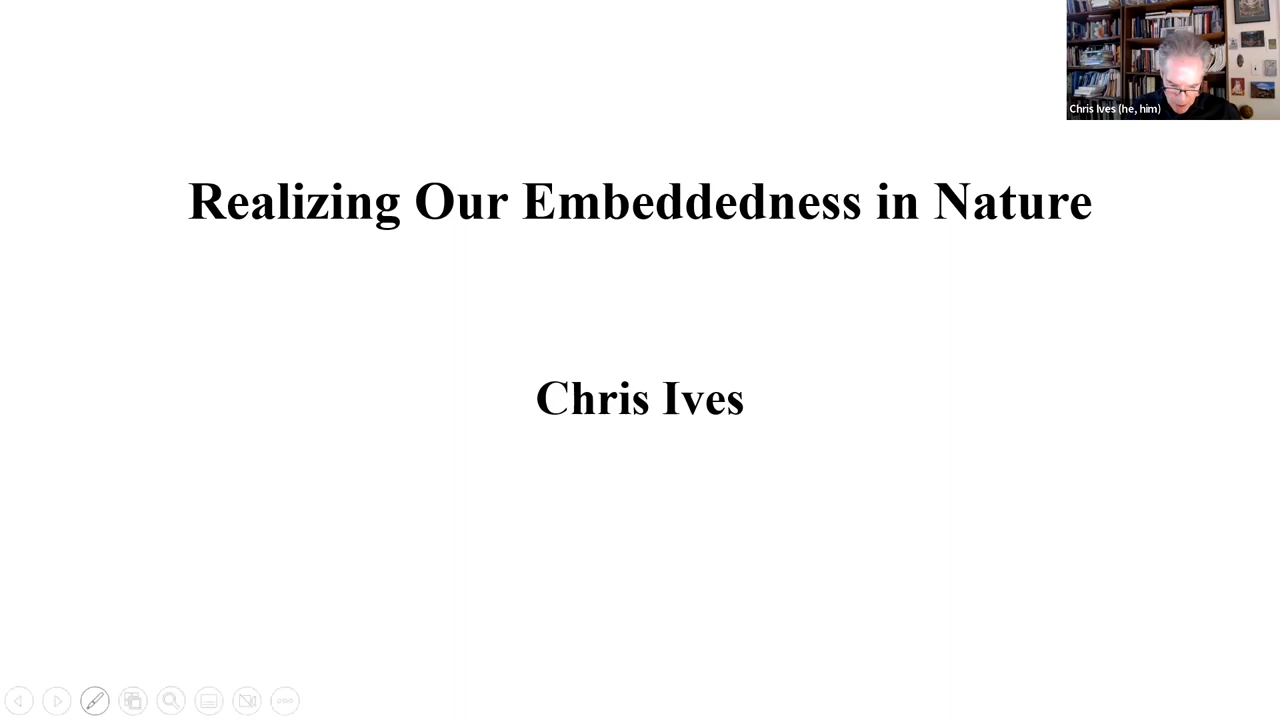 Chris Ives (he, him)
Realizing Our Embeddedness in Nature
Chris Ives